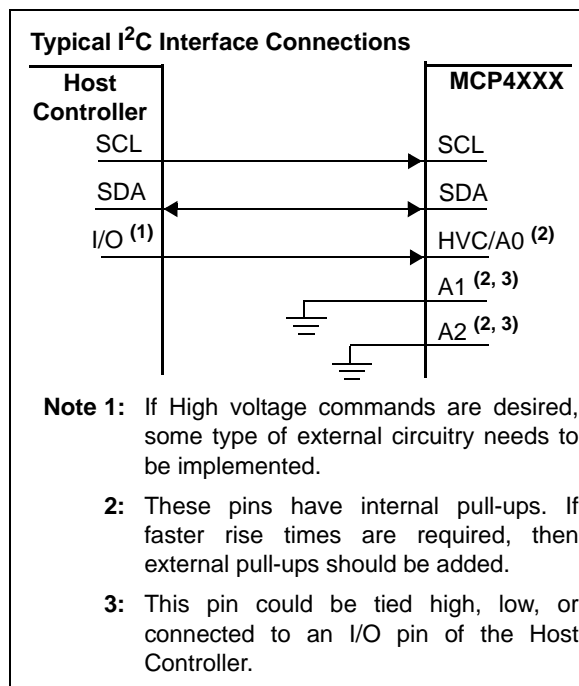 Typical I²C Interface Connections
Host
Controller
MCP4XXX
SCL
SCL
SDA
SDA
I/O (1)
HVC/A0 (2)
A1 (2, 3)
A2 (2, 3)
Note 1: If High voltage commands are desired,
some type of external circuitry needs to
be implemented.
2: These pins have internal pull-ups. If
faster rise times are required, then
external pull-ups should be added.
3: This pin could be tied high, low, or
connected to an I/O pin of the Host
Controller.